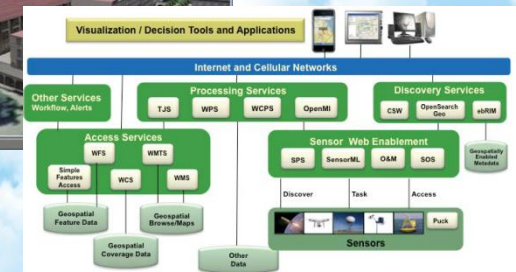 Visualization / Decision Tools and Applications
Internet and Cellular Networks
Other Services
Workflow, Alerts
Processing Services
TJS
WPS
WCPS
OpenMI
Discovery Services
CSW
OpenSearch
Geo
ebRIM
Geospatially
Enabled
Metadata
Access Services
WFS
WMTS
Simple
Features
Access
WCS
WMS
Geospatial
Feature Data
Geospatial
Coverage Data
Geospatial
Browse/Maps
Other
Data
Sensor Web Enablement
SPS
SensorML
O&M
SOS
Discover
Task
Access
Puck
Sensors